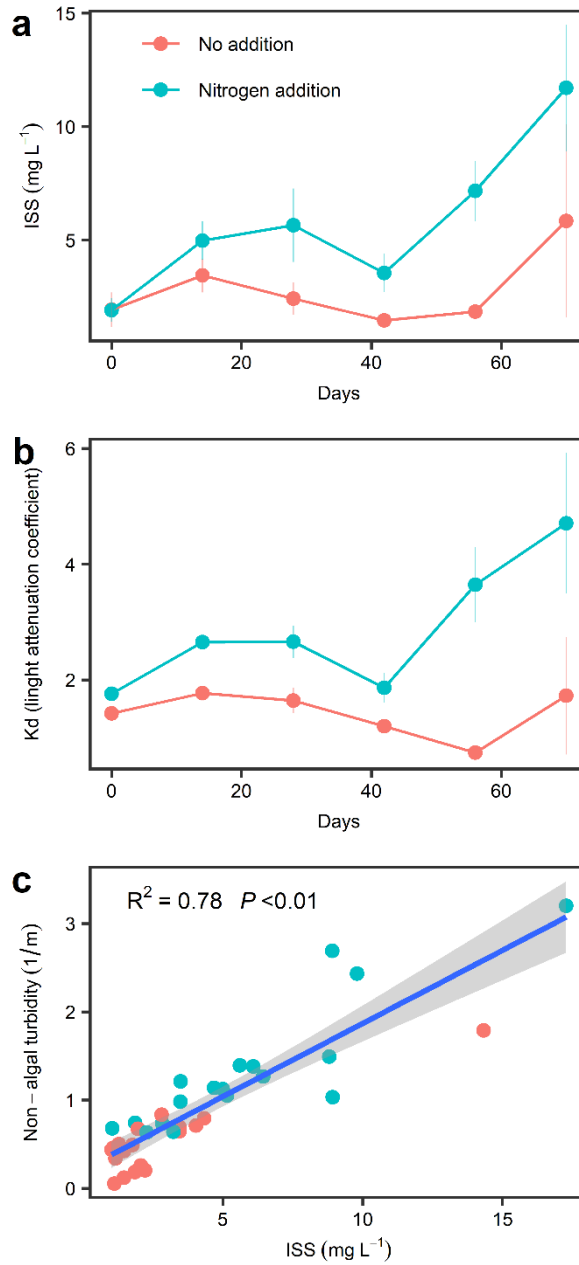 a
15
10
5
ISS (mg L⁻¹)
No addition
Nitrogen addition
0 20 40 60
Days
b
6
4
2
Kd (linght attenuation coefficient)
0 20 40 60
Days
c
R² = 0.78 P <0.01
3
2
1
0
Non − algal turbidity (1/m)
5 10 15
ISS (mg L⁻¹)